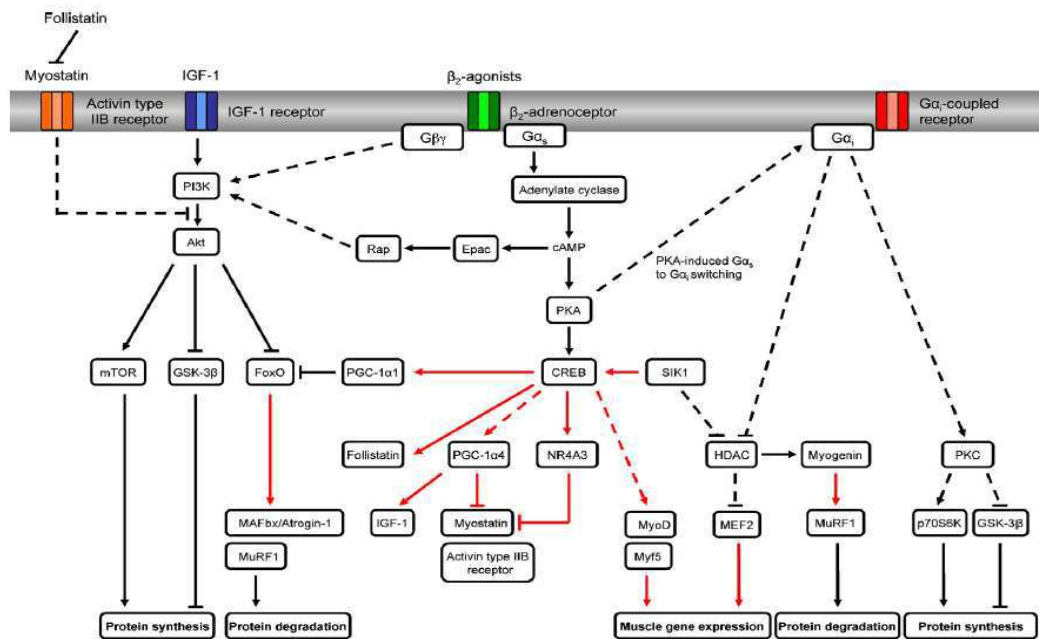 Follistatin
Myostatin
IGF-1
β2-agonists
Activin type
IIB receptor
IGF-1 receptor
β2-adrenoceptor
Gαi-coupled
receptor
Gβγ
Gαs
Gαi
PI3K
Adenylate cyclase
Akt
Rap
Epac
cAMP
PKA-induced Gαs
to Gαi switching
PKA
mTOR
GSK-3β
FoxO
PGC-1α1
CREB
SIK1
Follistatin
PGC-1α4
NR4A3
HDAC
Myogenin
PKC
MAFbx/Atrogin-1
IGF-1
Myostatin
MyoD
MEF2
MuRF1
p70S6K
GSK-3β
MuRF1
Activin type IIB
receptor
Myf5
Protein synthesis
Protein degradation
Muscle gene expression
Protein degradation
Protein synthesis